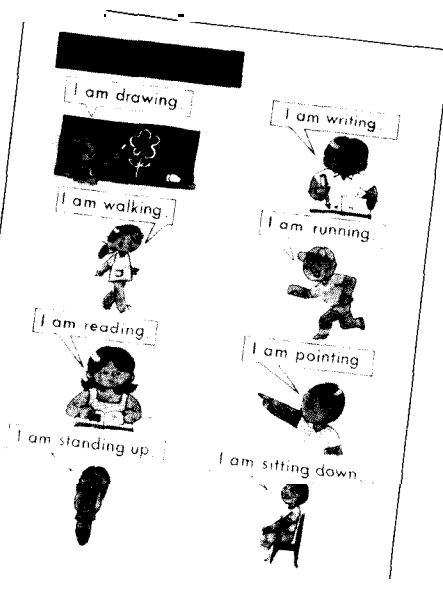 I am drawing.
I am writing.
I am walking.
I am running.
I am reading.
I am pointing
I am standing up.
I am sitting down.